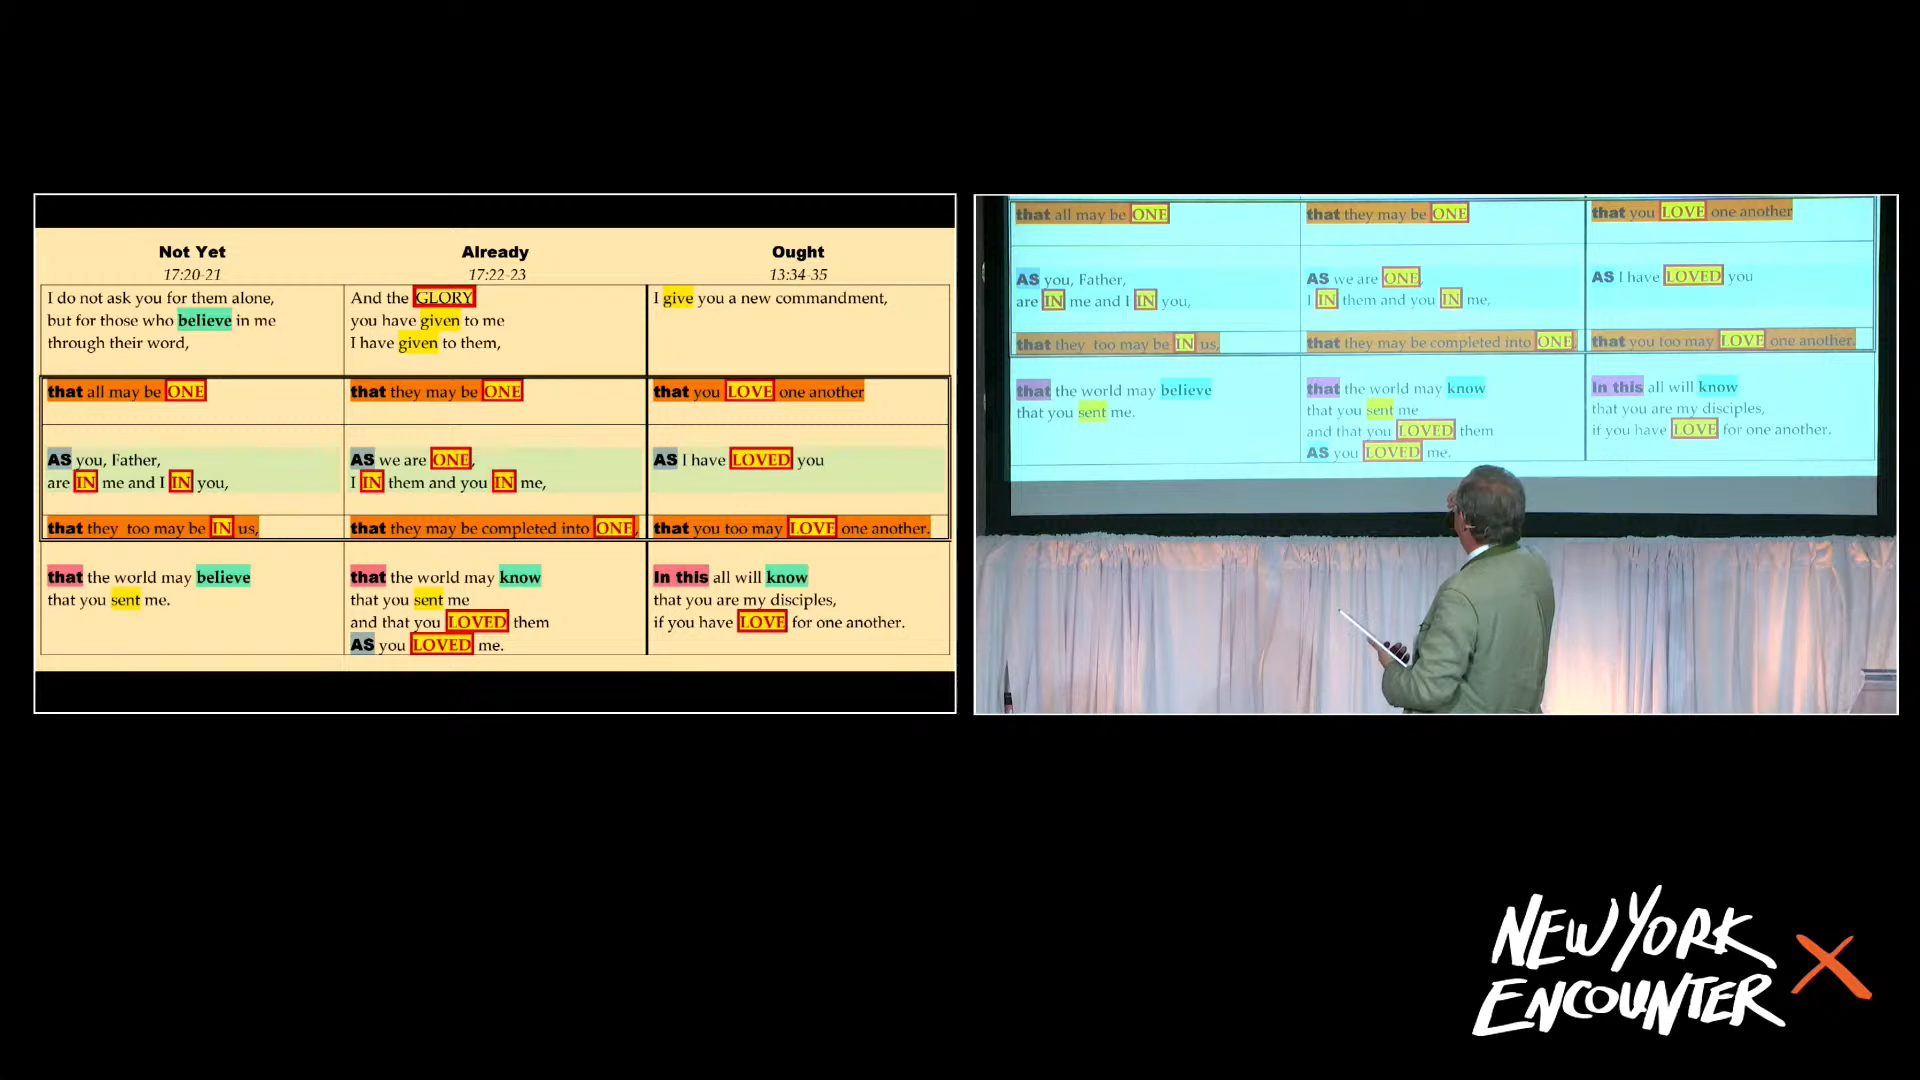 Not Yet
17:20-21
I do not ask you for them alone,
but for those who believe in me
through their word,
that all may be ONE
AS you, Father,
are IN me and I IN you,
that they too may be IN us,
that the world may believe
that you sent me.
Already
17:22-23
And the GLORY
you have given to me
I have given to them,
that they may be ONE
AS we are ONE,
I IN them and you IN me,
that they may be completed into ONE,
that the world may know
that you sent me
and that you LOVED them
AS you LOVED me.
Ought
13:34-35
I give you a new commandment,
that you LOVE one another
AS I have LOVED you
that you too may LOVE one another.
In this all will know
that you are my disciples,
if you have LOVE for one another.
that all may be ONE
AS you, Father,
are IN me and I IN you,
that they too may be IN us,
that the world may believe
that you sent me.
that they may be ONE
AS we are ONE,
I IN them and you IN me,
that they may be completed into ONE,
that the world may know
that you sent me
and that you LOVED them
AS you LOVED me.
that you LOVE one another
AS I have LOVED you
that you too may LOVE one another.
In this all will know
that you are my disciples,
if you have LOVE for one another.
NEW YORK
ENCOUNTER